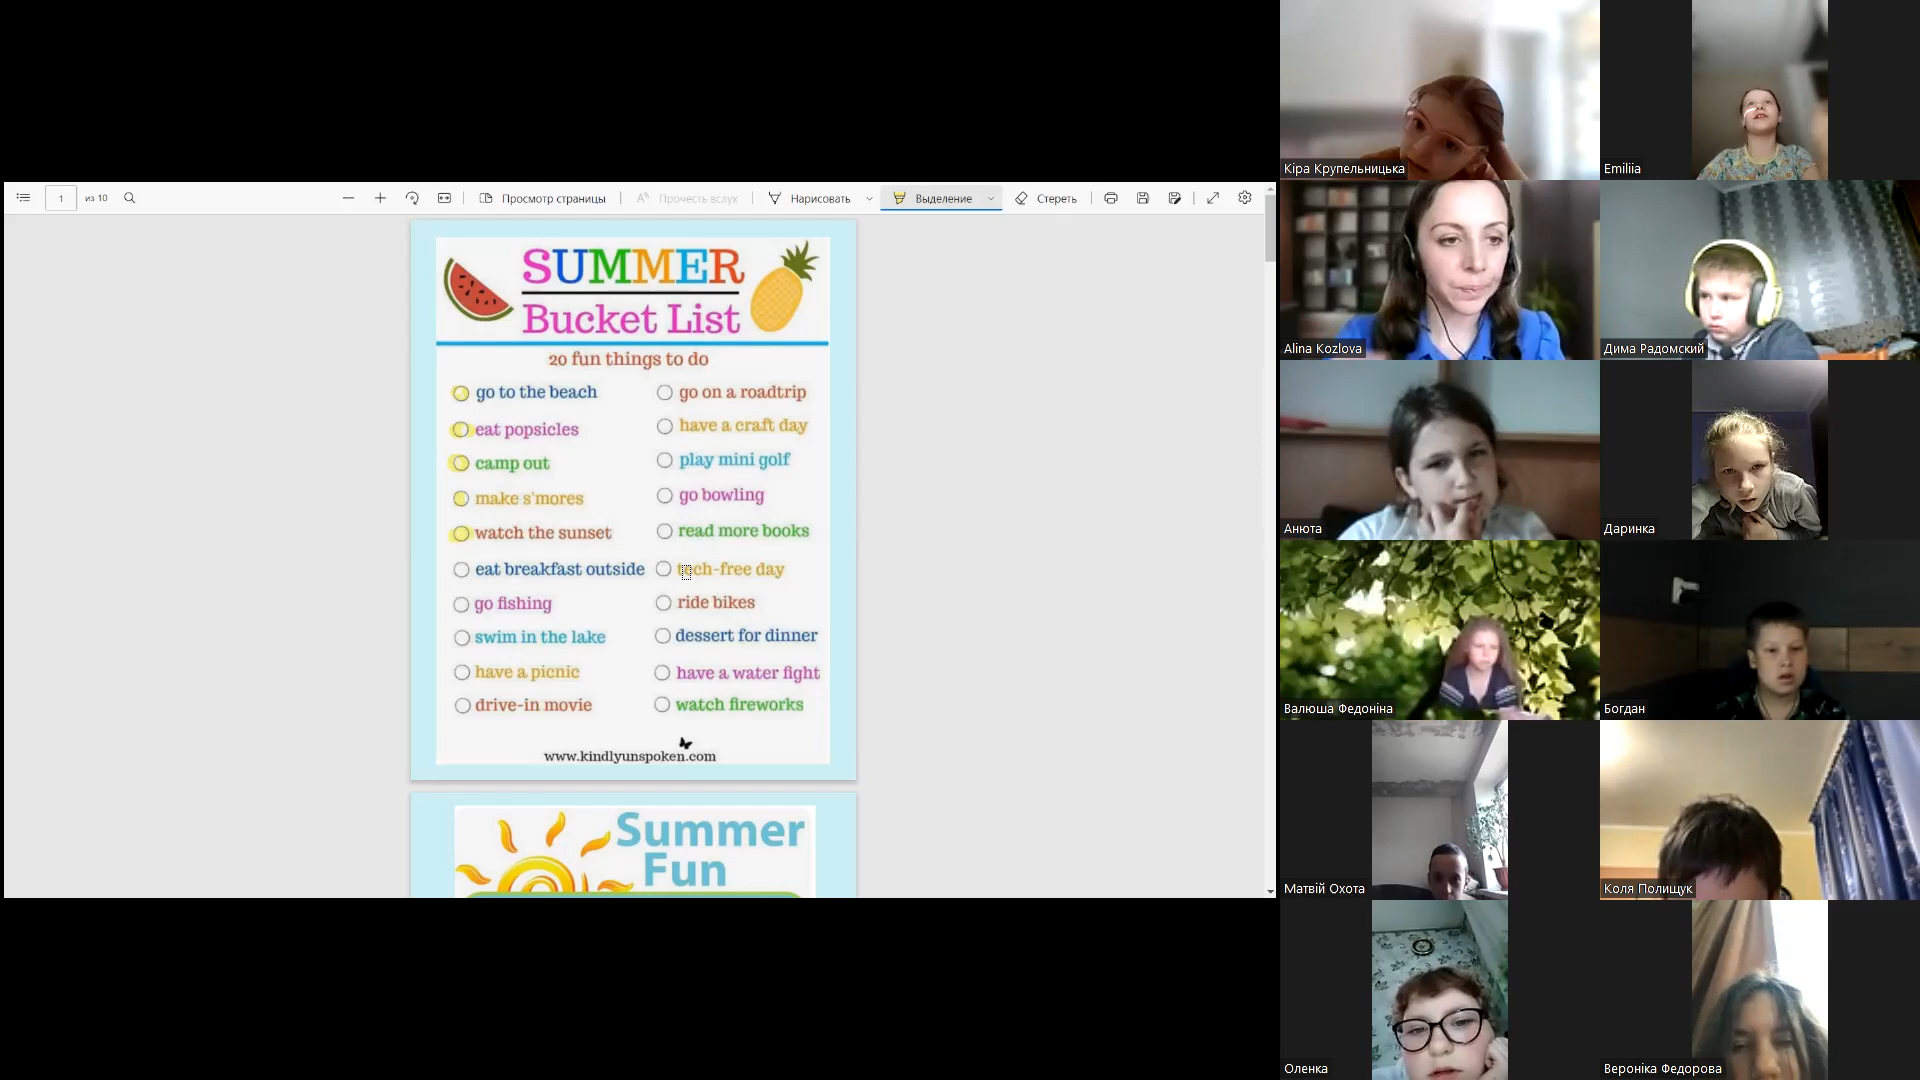 1
из 10
Просмотр страницы
Прочесть вслух
Нарисовать
Выделение
Стереть
SUMMER
Bucket List
20 fun things to do
go to the beach
eat popsicles
camp out
make s'mores
watch the sunset
eat breakfast outside
go fishing
swim in the lake
have a picnic
drive-in movie
go on a roadtrip
have a craft day
play mini golf
go bowling
read more books
tech-free day
ride bikes
dessert for dinner
have a water fight
watch fireworks
www.kindlyunspoken.com
Summer
Fun
Кіра Крупельницька
Emiliia
Alina Kozlova
Дима Радомский
Анюта
Даринка
Валюша Федоніна
Богдан
Матвій Охота
Коля Полищук
Оленка
Вероніка Федорова